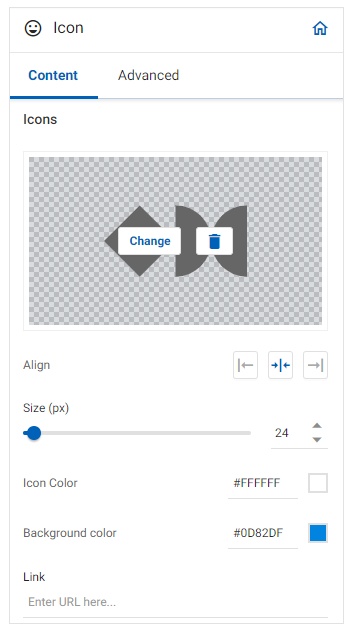 Icon
Content Advanced
Icons
Change
Align
Size (px)
24
Icon Color #FFFFFF
Background color #0D82DF
Link
Enter URL here...